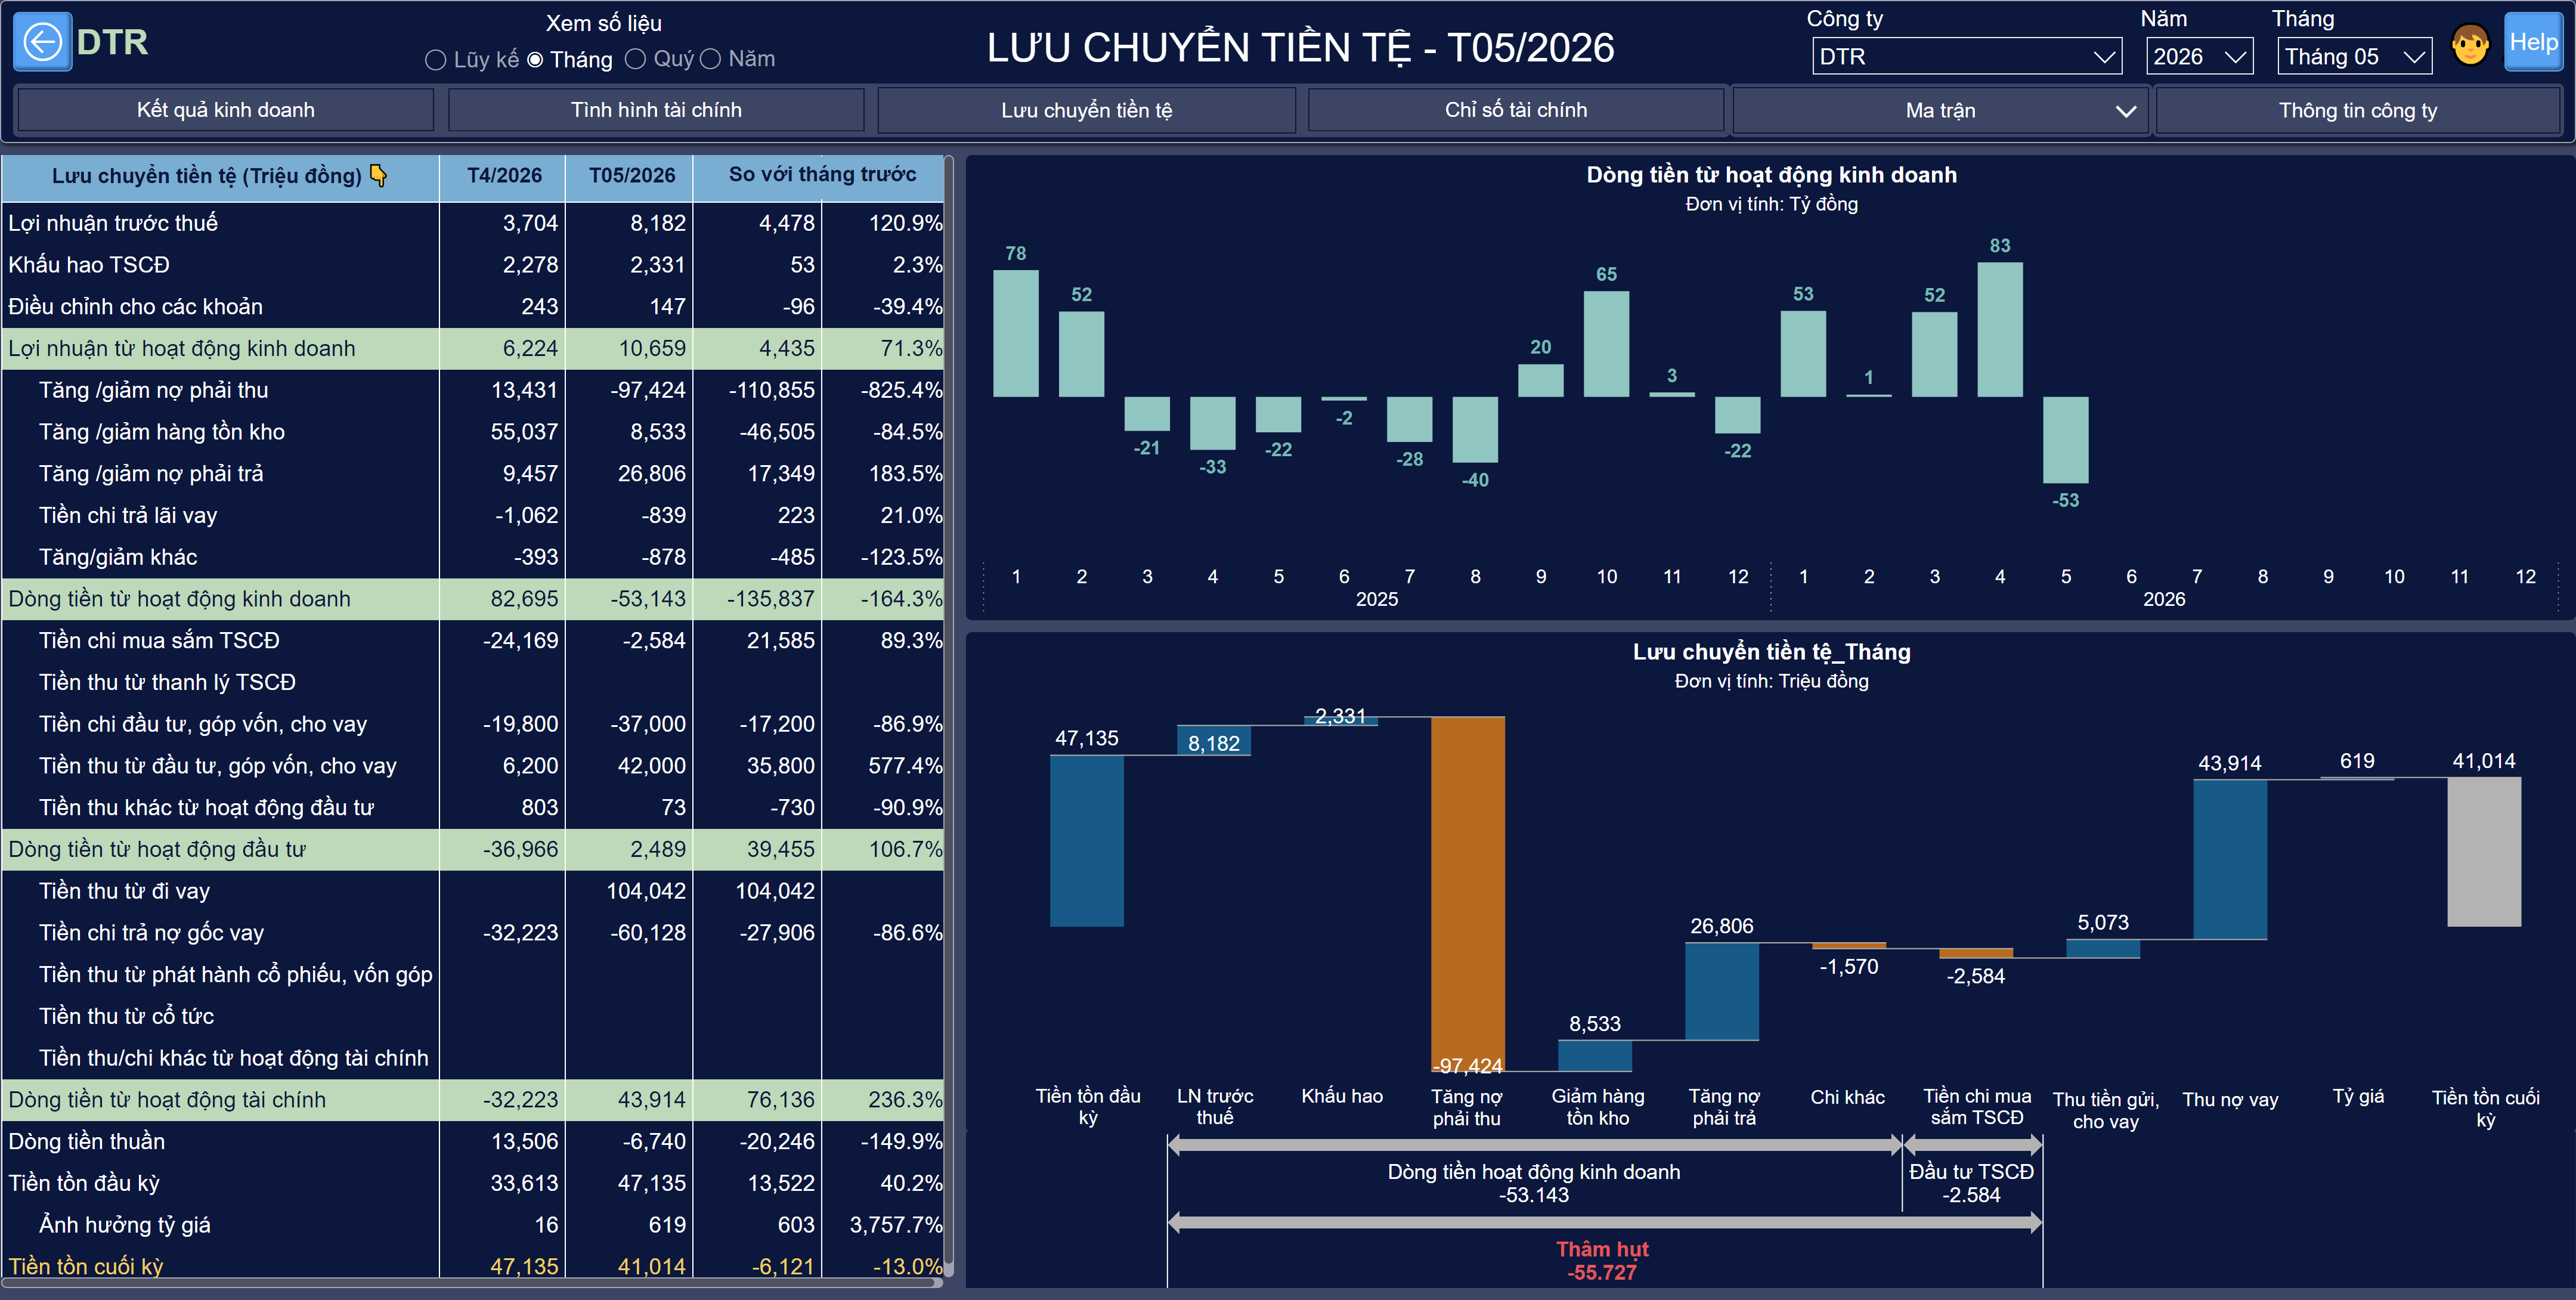 DTR
Xem số liệu
Lũy kế Tháng Quý Năm
LƯU CHUYỂN TIỀN TỆ - T05/2026
Công ty Năm Tháng
DTR 2026 Tháng 05
Help
Kết quả kinh doanh Tình hình tài chính Lưu chuyển tiền tệ Chỉ số tài chính Ma trận Thông tin công ty
Lưu chuyển tiền tệ (Triệu đồng) T4/2026 T05/2026 So với tháng trước
Lợi nhuận trước thuế 3,704 8,182 4,478 120.9%
Khấu hao TSCĐ 2,278 2,331 53 2.3%
Điều chỉnh cho các khoản 243 147 -96 -39.4%
Lợi nhuận từ hoạt động kinh doanh 6,224 10,659 4,435 71.3%
Tăng /giảm nợ phải thu 13,431 -97,424 -110,855 -825.4%
Tăng /giảm hàng tồn kho 55,037 8,533 -46,505 -84.5%
Tăng /giảm nợ phải trả 9,457 26,806 17,349 183.5%
Tiền chi trả lãi vay -1,062 -839 223 21.0%
Tăng/giảm khác -393 -878 -485 -123.5%
Dòng tiền từ hoạt động kinh doanh 82,695 -53,143 -135,837 -164.3%
Tiền chi mua sắm TSCĐ -24,169 -2,584 21,585 89.3%
Tiền thu từ thanh lý TSCĐ
Tiền chi đầu tư, góp vốn, cho vay -19,800 -37,000 -17,200 -86.9%
Tiền thu từ đầu tư, góp vốn, cho vay 6,200 42,000 35,800 577.4%
Tiền thu khác từ hoạt động đầu tư 803 73 -730 -90.9%
Dòng tiền từ hoạt động đầu tư -36,966 2,489 39,455 106.7%
Tiền thu từ đi vay 104,042 104,042
Tiền chi trả nợ gốc vay -32,223 -60,128 -27,906 -86.6%
Tiền thu từ phát hành cổ phiếu, vốn góp
Tiền thu từ cổ tức
Tiền thu/chi khác từ hoạt động tài chính
Dòng tiền từ hoạt động tài chính -32,223 43,914 76,136 236.3%
Dòng tiền thuần 13,506 -6,740 -20,246 -149.9%
Tiền tồn đầu kỳ 33,613 47,135 13,522 40.2%
Ảnh hưởng tỷ giá 16 619 603 3,757.7%
Tiền tồn cuối kỳ 47,135 41,014 -6,121 -13.0%
Dòng tiền từ hoạt động kinh doanh
Đơn vị tính: Tỷ đồng
78 52 -21 -33 -22 -2 -28 -40 20 65 3 -22 53 1 52 83 -53
1 2 3 4 5 6 7 8 9 10 11 12 1 2 3 4 5 6 7 8 9 10 11 12
2025 2026
Lưu chuyển tiền tệ_Tháng
Đơn vị tính: Triệu đồng
47,135 8,182 2,331 -97,424 8,533 26,806 -1,570 -2,584 5,073 43,914 619 41,014
Tiền tồn đầu LN trước Khấu hao Tăng nợ Giảm hàng Tăng nợ Chi khác Tiền chi mua Thu tiền gửi, Thu nợ vay Tỷ giá Tiền tồn cuối
kỳ thuế phải thu tồn kho phải trả sắm TSCĐ cho vay kỳ
Dòng tiền hoạt động kinh doanh Đầu tư TSCĐ
-53.143 -2.584
Thâm hụt
-55.727